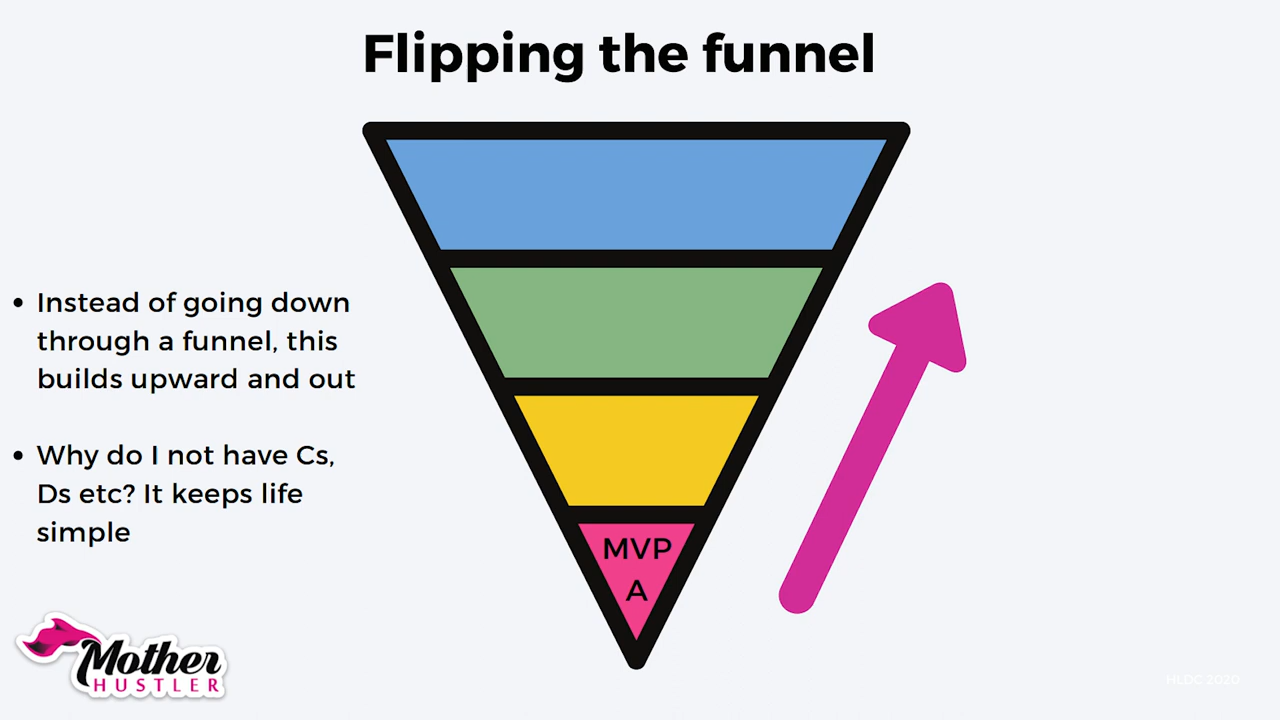 Flipping the funnel
• Instead of going down
through a funnel, this
builds upward and out
• Why do I not have Cs,
Ds etc? It keeps life
simple
MVP
A
Mother
HUSTLER
HLDC 2020